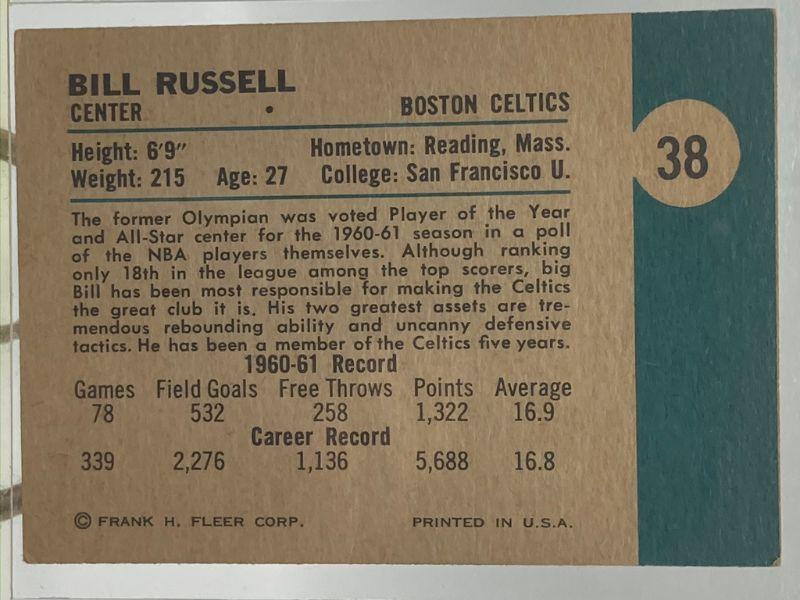 BILL RUSSELL
CENTER • BOSTON CELTICS
38
Height: 6'9" Hometown: Reading, Mass.
Weight: 215 Age: 27 College: San Francisco U.
The former Olympian was voted Player of the Year
and All-Star center for the 1960-61 season in a poll
of the NBA players themselves. Although ranking
only 18th in the league among the top scorers, big
Bill has been most responsible for making the Celtics
the great club it is. His two greatest assets are tre-
mendous rebounding ability and uncanny defensive
tactics. He has been a member of the Celtics five years.
1960-61 Record
Games Field Goals Free Throws Points Average
78 532 258 1,322 16.9
Career Record
339 2,276 1,136 5,688 16.8
© FRANK H. FLEER CORP. PRINTED IN U.S.A.